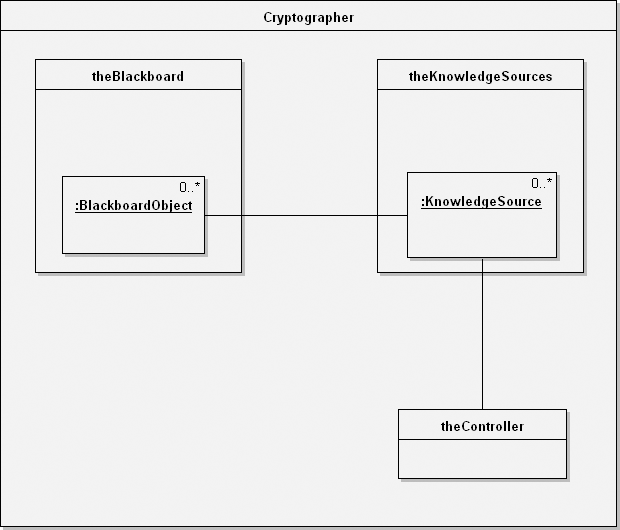 Cryptographer
theBlackboard
theKnowledgeSources
0..*
:BlackboardObject
0..*
:KnowledgeSource
theController